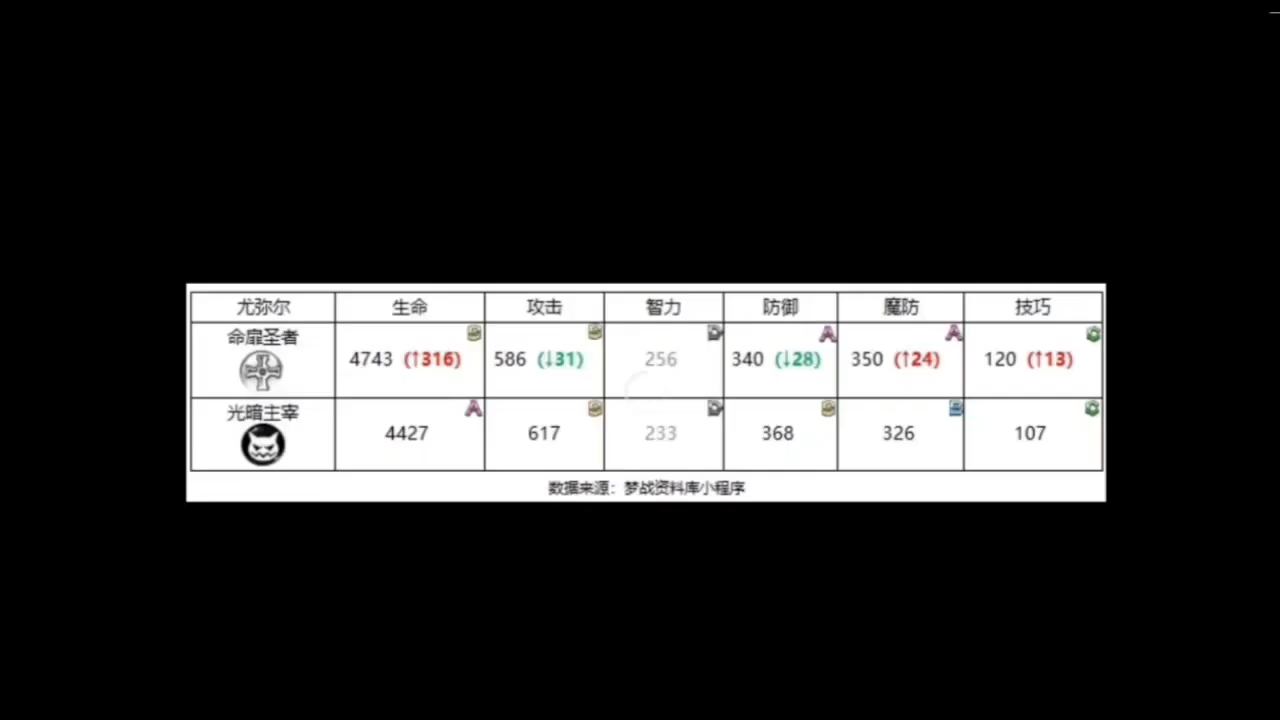 尤弥尔 生命 攻击 智力 防御 魔防 技巧
命扉圣者
S S D A A C
4743 (↑316) 586 (↓31) 256 340 (↓28) 350 (↑24) 120 (↑13)
光暗主宰
A S D S B C
4427 617 233 368 326 107
数据来源：梦战资料库小程序